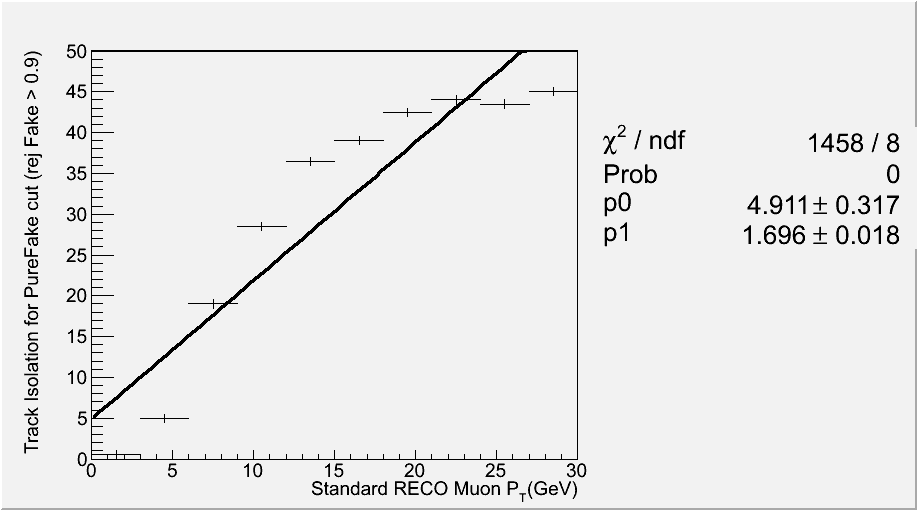 Track Isolation for PureFake cut (rej Fake > 0.9)
50
45
40
35
30
25
20
15
10
5
0
0 5 10 15 20 25 30
Standard RECO Muon P_T(GeV)
χ² / ndf 1458 / 8
Prob 0
p0 4.911 ± 0.317
p1 1.696 ± 0.018